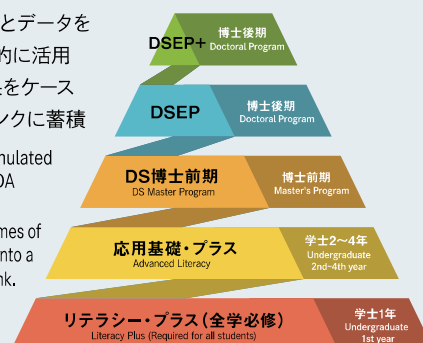 とデータを
的に活用
果をケース
ンクに蓄積
mulated
DA
mes of
nto a
nk.
DSEP+
博士後期
Doctoral Program
DSEP
博士後期
Doctoral Program
DS博士前期
DS Master Program
博士前期
Master's Program
応用基礎・プラス
Advanced Literacy
学士2〜4年
Undergraduate
2nd-4th year
リテラシー・プラス(全学必修)
Literacy Plus (Required for all students)
学士1年
Undergraduate
1st year